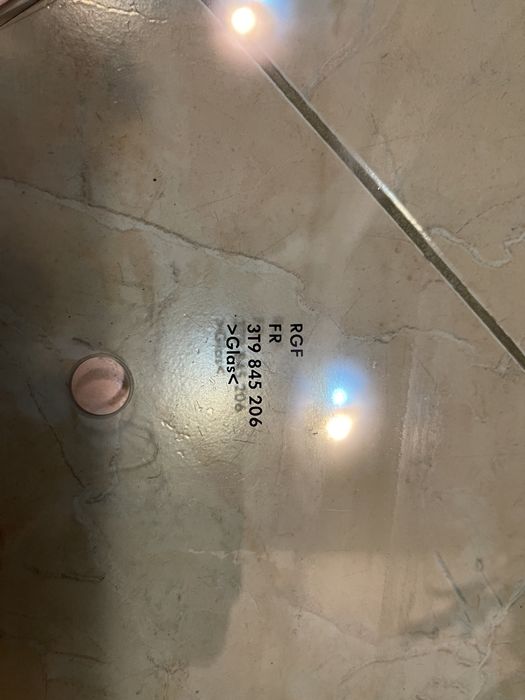 RGF
FR
3T9 845 206
>Glas<